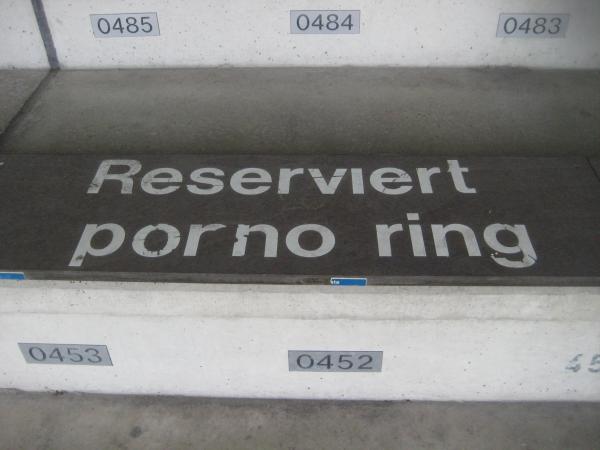 0485 0484 0483
Reserviert
porno ring
0453 0452